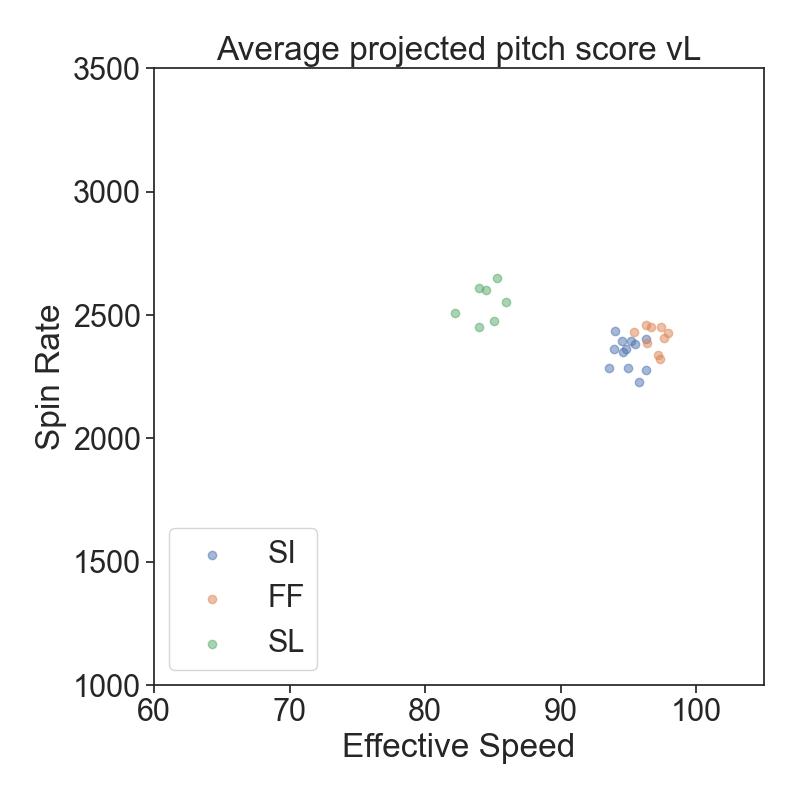 Average projected pitch score vL
3500
3000
2500
2000
1500
1000
Spin Rate
SI
FF
SL
60 70 80 90 100
Effective Speed